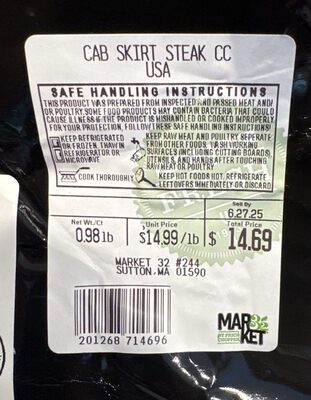 CAB SKIRT STEAK CC
USA
SAFE HANDLING INSTRUCTIONS
THIS PRODUCT WAS PREPARED FROM INSPECTED AND PASSED MEAT AND/
OR POULTRY. SOME FOOD PRODUCTS MAY CONTAIN BACTERIA THAT COULD
CAUSE ILLNESS IF THE PRODUCT IS MISHANDLED OR COOKED IMPROPERLY.
FOR YOUR PROTECTION, FOLLOW THESE SAFE HANDLING INSTRUCTIONS:
KEEP REFRIGERATED
OR FROZEN. THAW IN
REFRIGERATOR OR
MICROWAVE
KEEP RAW MEAT AND POULTRY SEPERATE
FROM OTHER FOODS. WASH WORKING
SURFACES (INCLUDING CUTTING BOARDS)
UTENSILS, AND HANDS AFTER TOUCHING
RAW MEAT OR POULTRY
COOK THOROUGHLY
KEEP HOT FOODS HOT. REFRIGERATE
LEFTOVERS IMMEDIATELY OR DISCARD
Sell By
6.27.25
Net Wt/Ct
0.98 lb
Unit Price
$14.99/lb
$ 14.69
MARKET 32 #244
SUTTON, MA 01590
201268 714696
MARKET
32
BY PRICE
CHOPPER